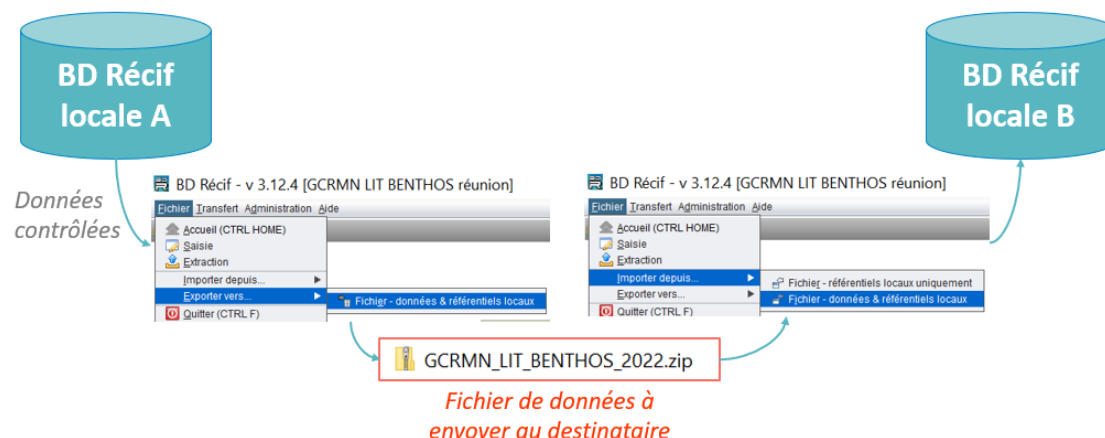 BD Récif
locale A
BD Récif
locale B
Données
contrôlées
BD Récif - v 3.12.4 [GCRMN LIT BENTHOS réunion]
Fichier Transfert Administration Aide
Accueil (CTRL HOME)
Saisie
Extraction
Importer depuis...
Exporter vers...
Fichier - données & référentiels locaux
Quitter (CTRL F)
BD Récif - v 3.12.4 [GCRMN LIT BENTHOS réunion]
Fichier Transfert Administration Aide
Accueil (CTRL HOME)
Saisie
Extraction
Importer depuis...
Fichier - référentiels locaux uniquement
Exporter vers...
Fichier - données & référentiels locaux
Quitter (CTRL F)
GCRMN_LIT_BENTHOS_2022.zip
Fichier de données à
envoyer au destinataire